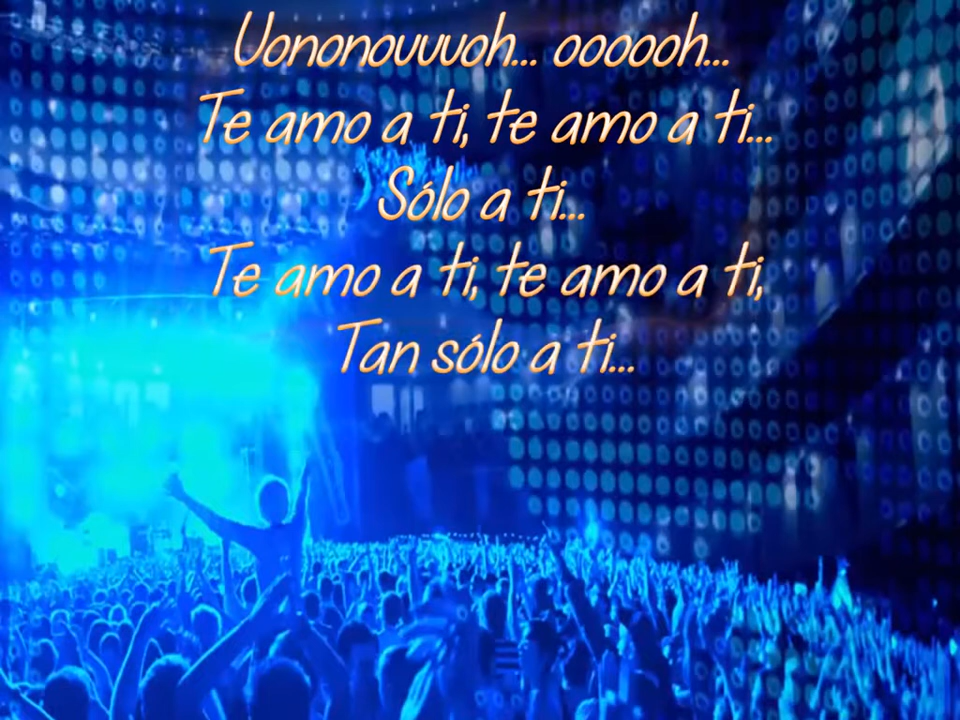 Uononouuuoh... oooooh...
Te amo a ti, te amo a ti...
Sólo a ti...
Te amo a ti, te amo a ti,
Tan sólo a ti...